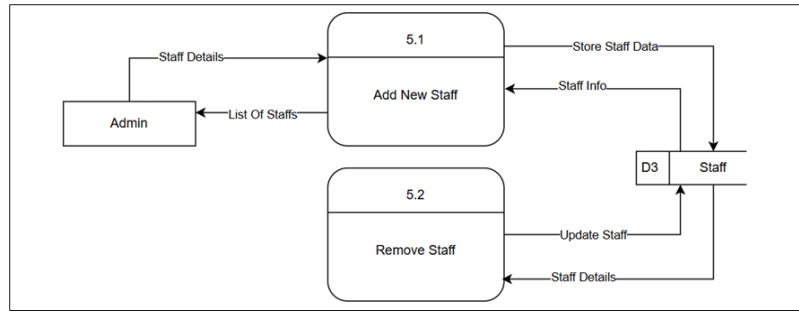 5.1
Staff Details
Store Staff Data
Add New Staff
Staff Info
List Of Staffs
Admin
D3
Staff
5.2
Update Staff
Remove Staff
Staff Details